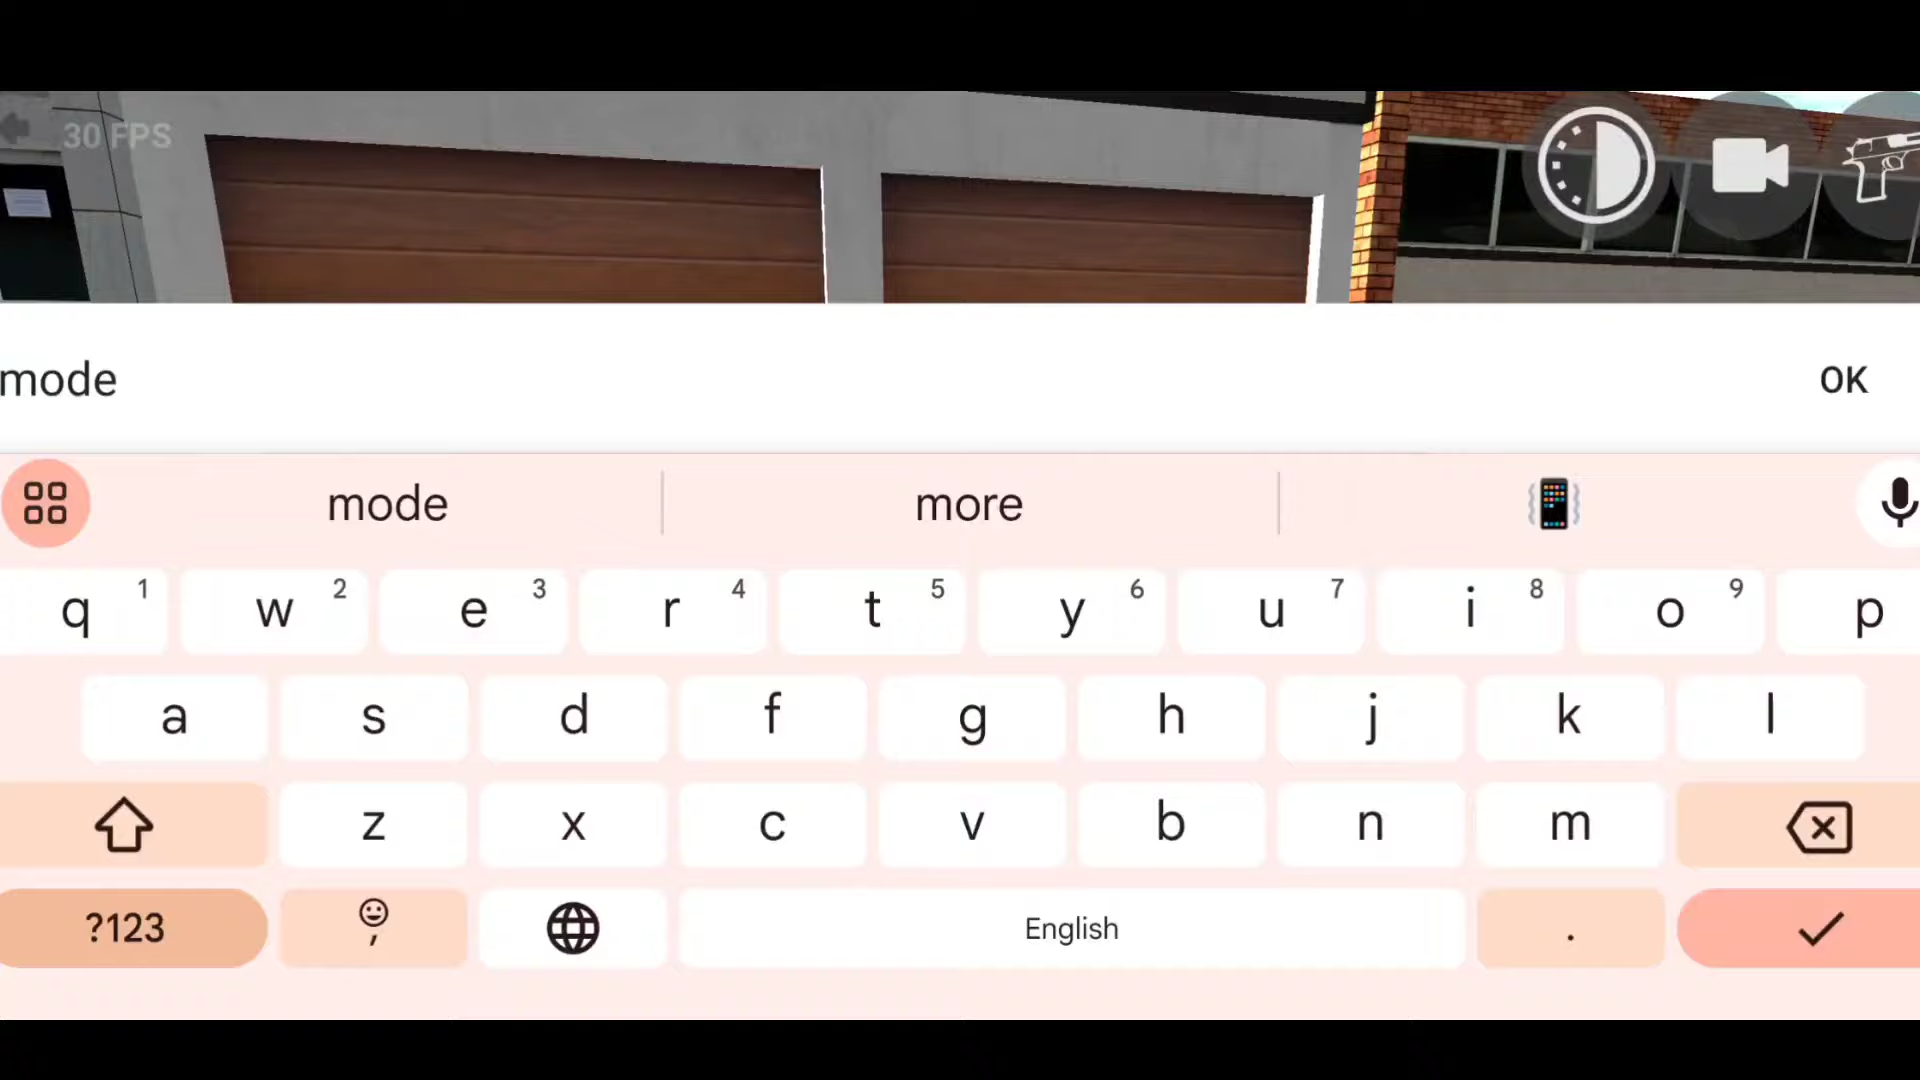 30 FPS
mode
OK
mode more
q 1 w 2 e 3 r 4 t 5 y 6 u 7 i 8 o 9 p
a s d f g h j k l
z x c v b n m
?123 , English .